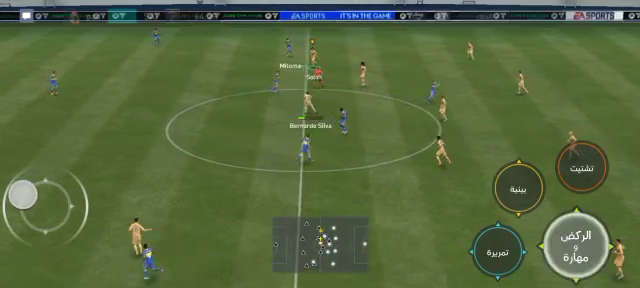 EA SPORTS
IT'S IN THE GAME
EA SPORTS
Mitoma
Bernardo Silva
تشتيت
بينية
الركض
و
مهارة
تمريرة